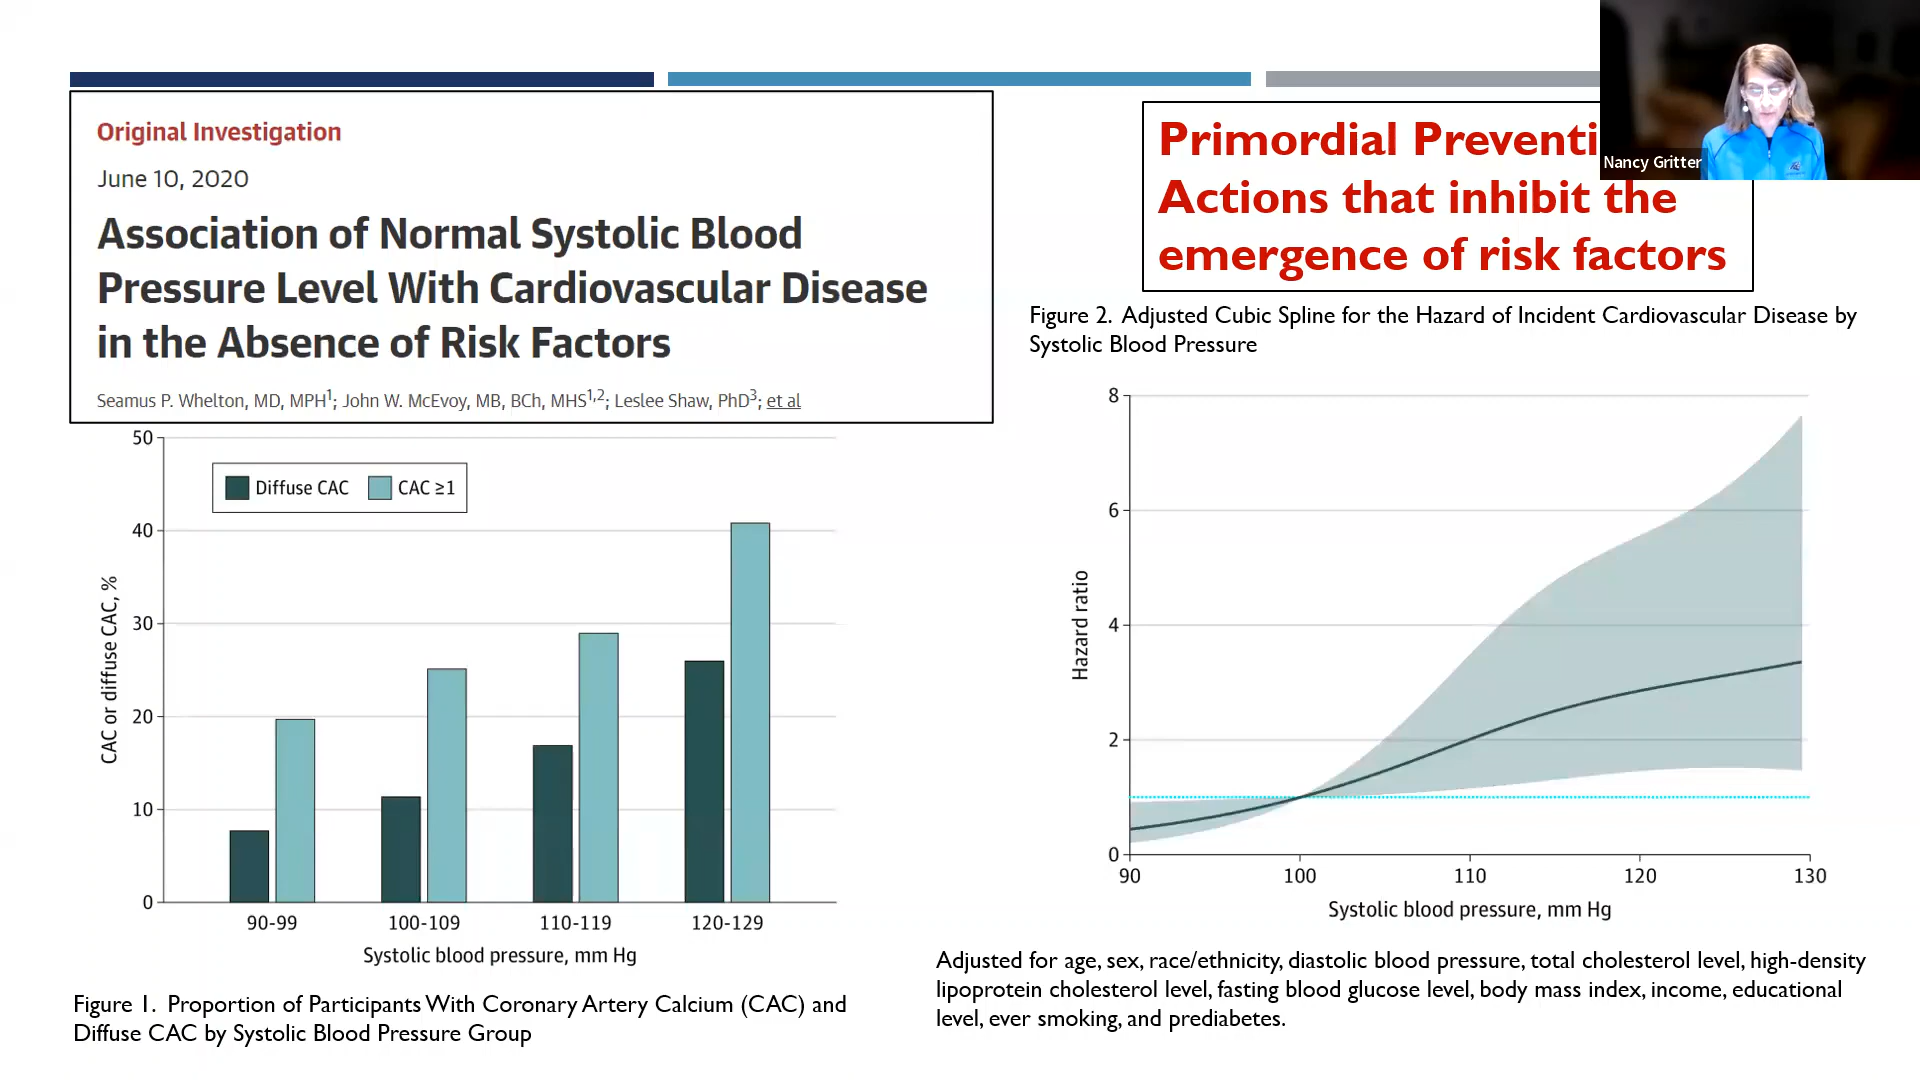 Original Investigation
June 10, 2020
Association of Normal Systolic Blood
Pressure Level With Cardiovascular Disease
in the Absence of Risk Factors
Seamus P. Whelton, MD, MPH1; John W. McEvoy, MB, BCh, MHS1,2; Leslee Shaw, PhD3; et al
50
40
30
20
10
0
CAC or diffuse CAC, %
Diffuse CAC
CAC ≥1
90-99
100-109
110-119
120-129
Systolic blood pressure, mm Hg
Figure 1. Proportion of Participants With Coronary Artery Calcium (CAC) and
Diffuse CAC by Systolic Blood Pressure Group
Primordial Preventi
Actions that inhibit the
emergence of risk factors
Nancy Gritter
Figure 2. Adjusted Cubic Spline for the Hazard of Incident Cardiovascular Disease by
Systolic Blood Pressure
8
6
4
2
0
Hazard ratio
90
100
110
120
130
Systolic blood pressure, mm Hg
Adjusted for age, sex, race/ethnicity, diastolic blood pressure, total cholesterol level, high-density
lipoprotein cholesterol level, fasting blood glucose level, body mass index, income, educational
level, ever smoking, and prediabetes.